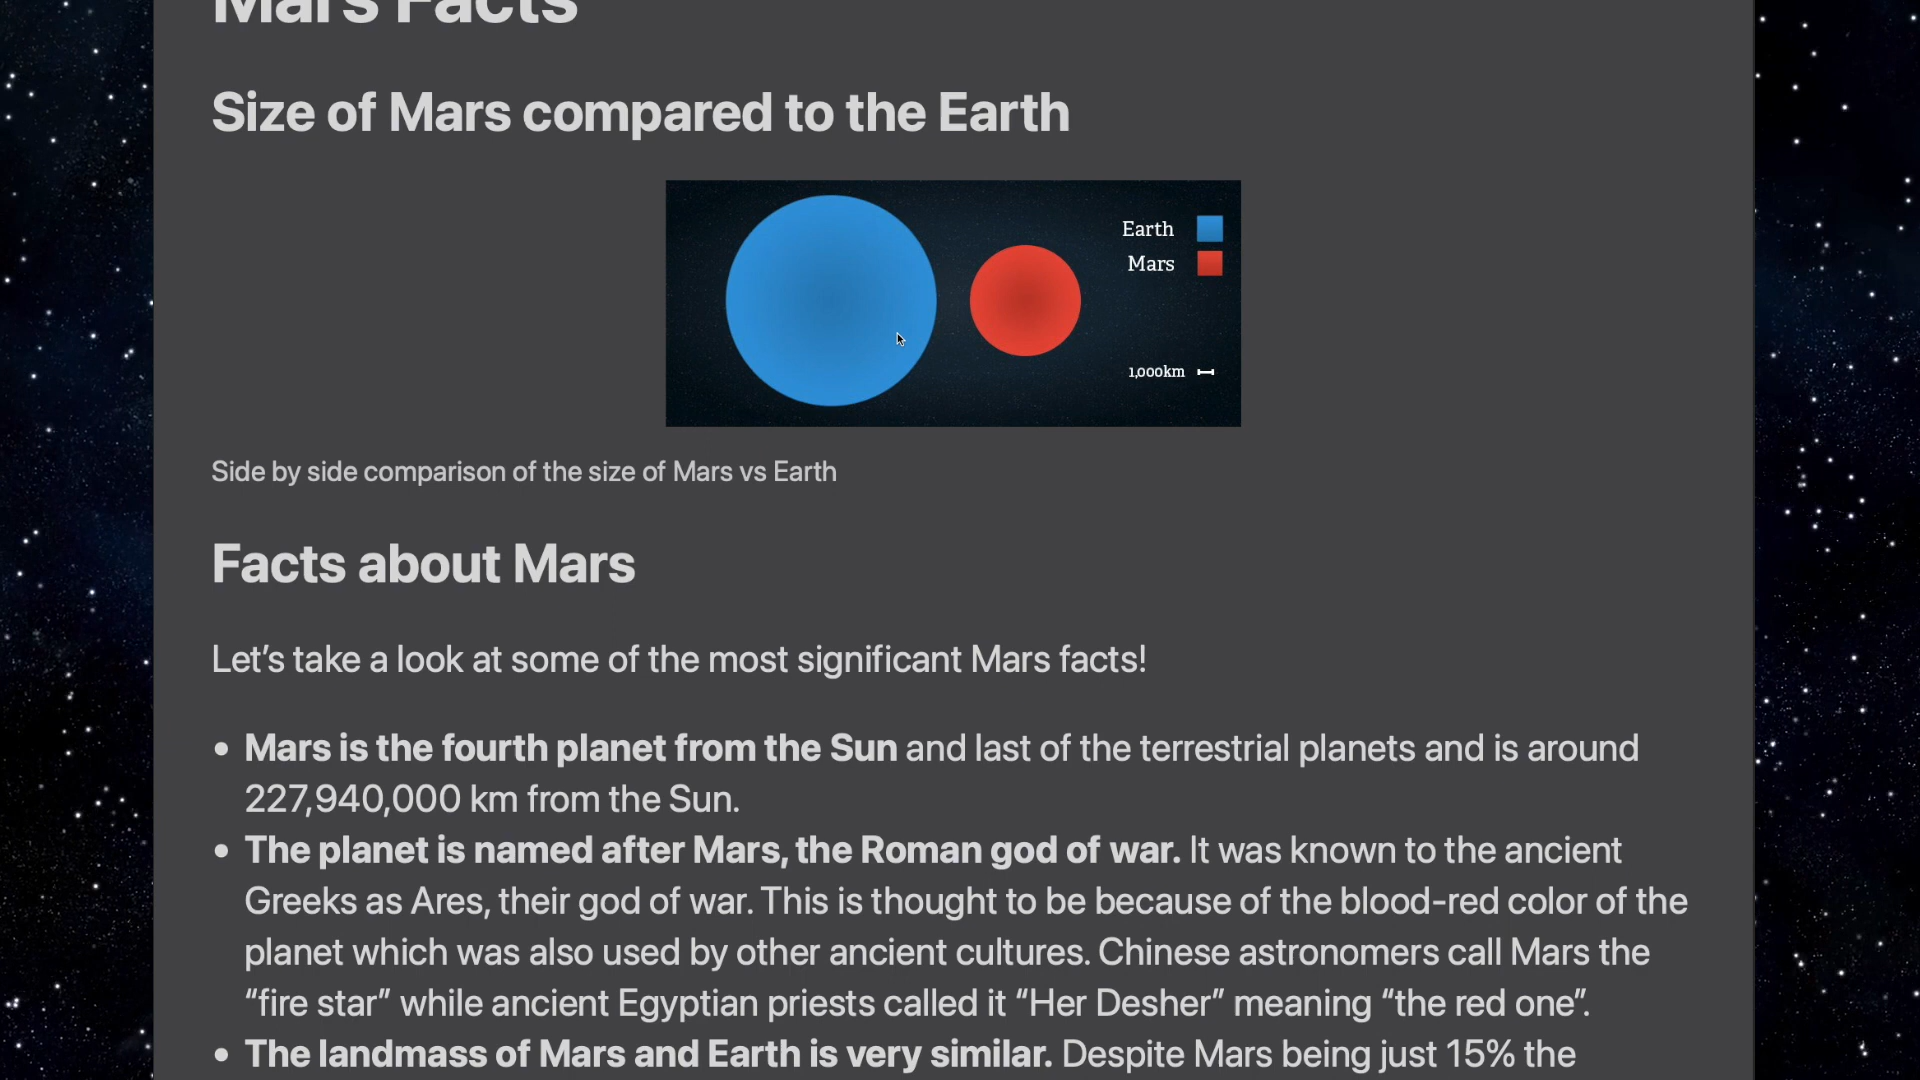 Mars Facts
Size of Mars compared to the Earth
Earth
Mars
1,000km
Side by side comparison of the size of Mars vs Earth
Facts about Mars
Let’s take a look at some of the most significant Mars facts!
• Mars is the fourth planet from the Sun and last of the terrestrial planets and is around
227,940,000 km from the Sun.
• The planet is named after Mars, the Roman god of war. It was known to the ancient
Greeks as Ares, their god of war. This is thought to be because of the blood-red color of the
planet which was also used by other ancient cultures. Chinese astronomers call Mars the
“fire star” while ancient Egyptian priests called it “Her Desher” meaning “the red one”.
• The landmass of Mars and Earth is very similar. Despite Mars being just 15% the